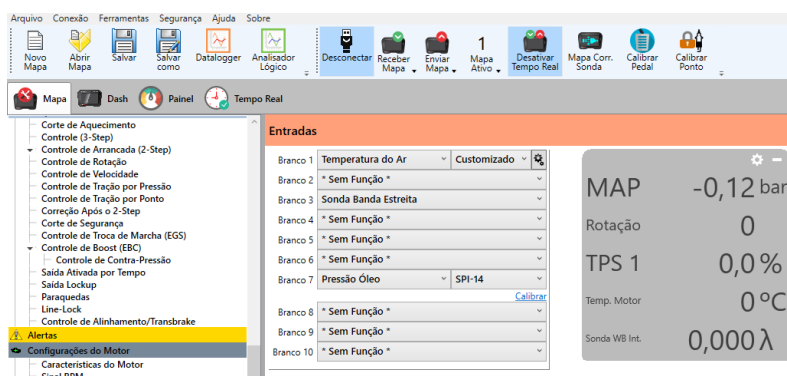 Arquivo Conexão Ferramentas Segurança Ajuda Sobre
Novo Mapa
Abrir Mapa
Salvar
Salvar como
Datalogger
Analisador Lógico
Desconectar
Receber Mapa
Enviar Mapa
1
Mapa Ativo
Desativar Tempo Real
Mapa Corr. Sonda
Calibrar Pedal
Calibrar Ponto
Mapa Dash Painel Tempo Real
Corte de Aquecimento
Controle (3-Step)
Controle de Arrancada (2-Step)
Controle de Rotação
Controle de Velocidade
Controle de Tração por Pressão
Controle de Tração por Ponto
Correção Após o 2-Step
Corte de Segurança
Controle de Troca de Marcha (EGS)
Controle de Boost (EBC)
Controle de Contra-Pressão
Saída Ativada por Tempo
Saída Lockup
Paraquedas
Line-Lock
Controle de Alinhamento/Transbrake
Alertas
Configurações do Motor
Características do Motor
Sinal RPM
Entradas
Branco 1 Temperatura do Ar Customizado
Branco 2 * Sem Função *
Branco 3 Sonda Banda Estreita
Branco 4 * Sem Função *
Branco 5 * Sem Função *
Branco 6 * Sem Função *
Branco 7 Pressão Óleo SPI-14
Calibrar
Branco 8 * Sem Função *
Branco 9 * Sem Função *
Branco 10 * Sem Função *
MAP -0,12 bar
Rotação 0
TPS 1 0,0 %
Temp. Motor 0 ºC
Sonda WB Int. 0,000 λ